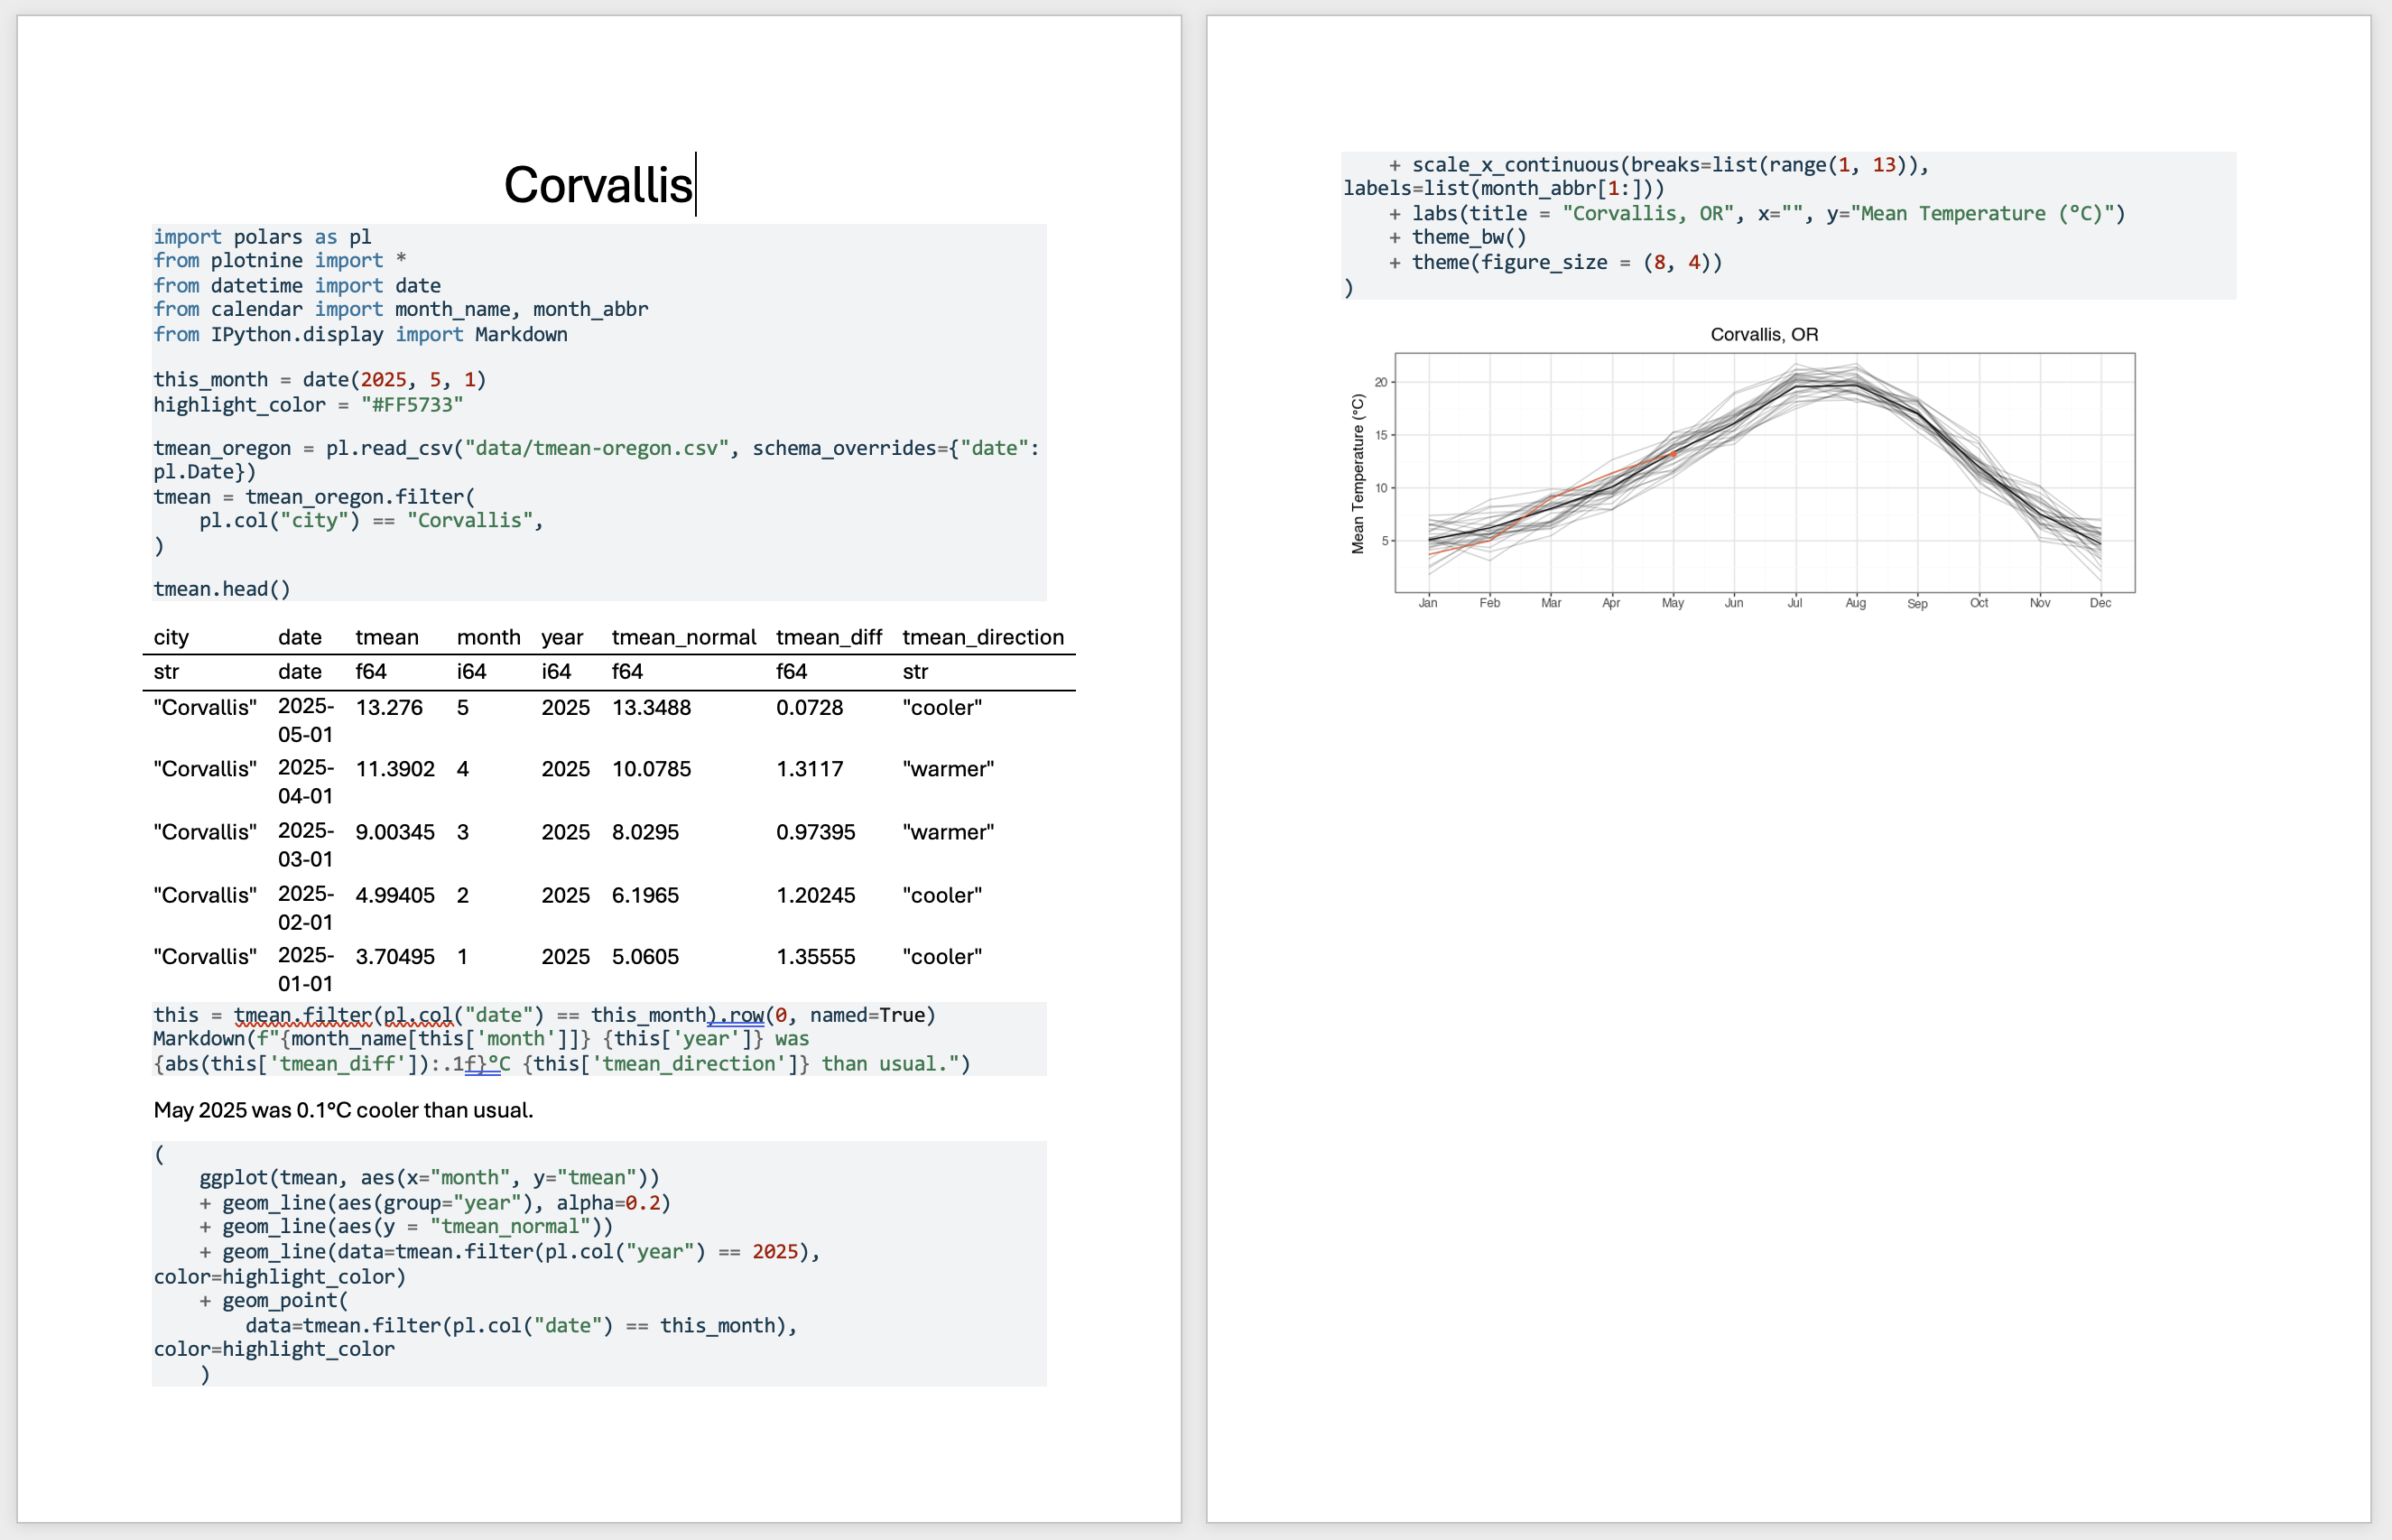 Corvallis
import polars as pl
from plotnine import *
from datetime import date
from calendar import month_name, month_abbr
from IPython.display import Markdown
this_month = date(2025, 5, 1)
highlight_color = "#FF5733"
tmean_oregon = pl.read_csv("data/tmean-oregon.csv", schema_overrides={"date":
pl.Date})
tmean = tmean_oregon.filter(
    pl.col("city") == "Corvallis",
)
tmean.head()
city date tmean month year tmean_normal tmean_diff tmean_direction
str date f64 i64 i64 f64 f64 str
"Corvallis" 2025- 13.276 5 2025 13.3488 0.0728 "cooler"
05-01
"Corvallis" 2025- 11.3902 4 2025 10.0785 1.3117 "warmer"
04-01
"Corvallis" 2025- 9.00345 3 2025 8.0295 0.97395 "warmer"
03-01
"Corvallis" 2025- 4.99405 2 2025 6.1965 1.20245 "cooler"
02-01
"Corvallis" 2025- 3.70495 1 2025 5.0605 1.35555 "cooler"
01-01
this = tmean.filter(pl.col("date") == this_month).row(0, named=True)
Markdown(f"{month_name[this['month']]} {this['year']} was
{abs(this['tmean_diff']):.1f}°C {this['tmean_direction']} than usual.")
May 2025 was 0.1°C cooler than usual.
(
    ggplot(tmean, aes(x="month", y="tmean"))
    + geom_line(aes(group="year"), alpha=0.2)
    + geom_line(aes(y = "tmean_normal"))
    + geom_line(data=tmean.filter(pl.col("year") == 2025),
color=highlight_color)
    + geom_point(
        data=tmean.filter(pl.col("date") == this_month),
color=highlight_color
    )
    + scale_x_continuous(breaks=list(range(1, 13)),
labels=list(month_abbr[1:]))
    + labs(title = "Corvallis, OR", x="", y="Mean Temperature (°C)")
    + theme_bw()
    + theme(figure_size = (8, 4))
)
Corvallis, OR
Mean Temperature (°C)
20
15
10
5
Jan Feb Mar Apr May Jun Jul Aug Sep Oct Nov Dec